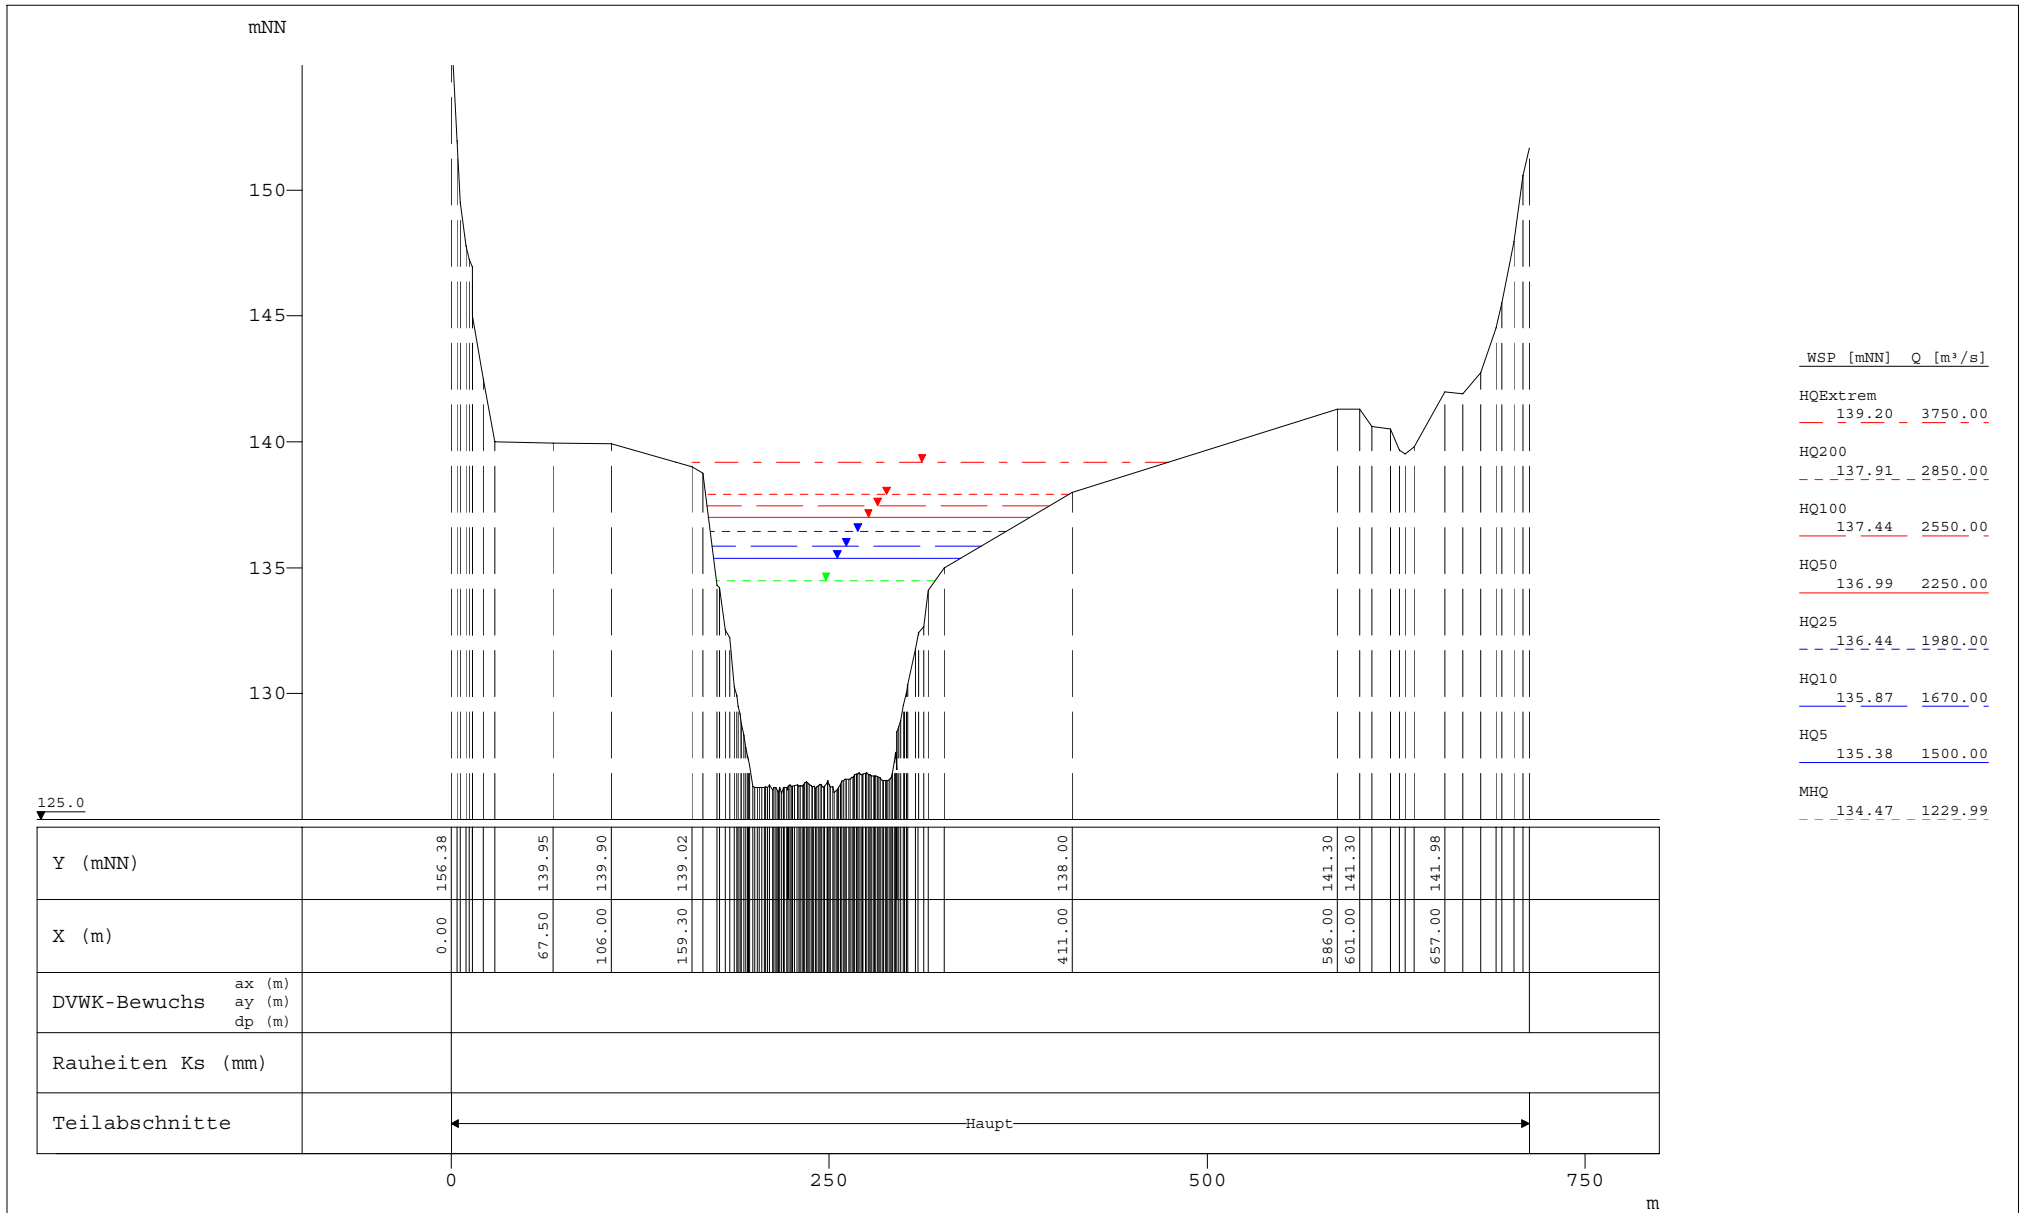 mNN
150
145
140
135
130
125.0
WSP [mNN] Q [m³/s]
HQExtrem
139.20 3750.00
HQ200
137.91 2850.00
HQ100
137.44 2550.00
HQ50
136.99 2250.00
HQ25
136.44 1980.00
HQ10
135.87 1670.00
HQ5
135.38 1500.00
MHQ
134.47 1229.99
Y (mNN) 156.38 139.95 139.90 139.02 138.00 141.30 141.30 141.98
X (m) 0.00 67.50 106.00 159.30 411.00 586.00 601.00 657.00
DVWK-Bewuchs
ax (m)
ay (m)
dp (m)
Rauheiten Ks (mm)
Teilabschnitte Haupt
0 250 500 750
m